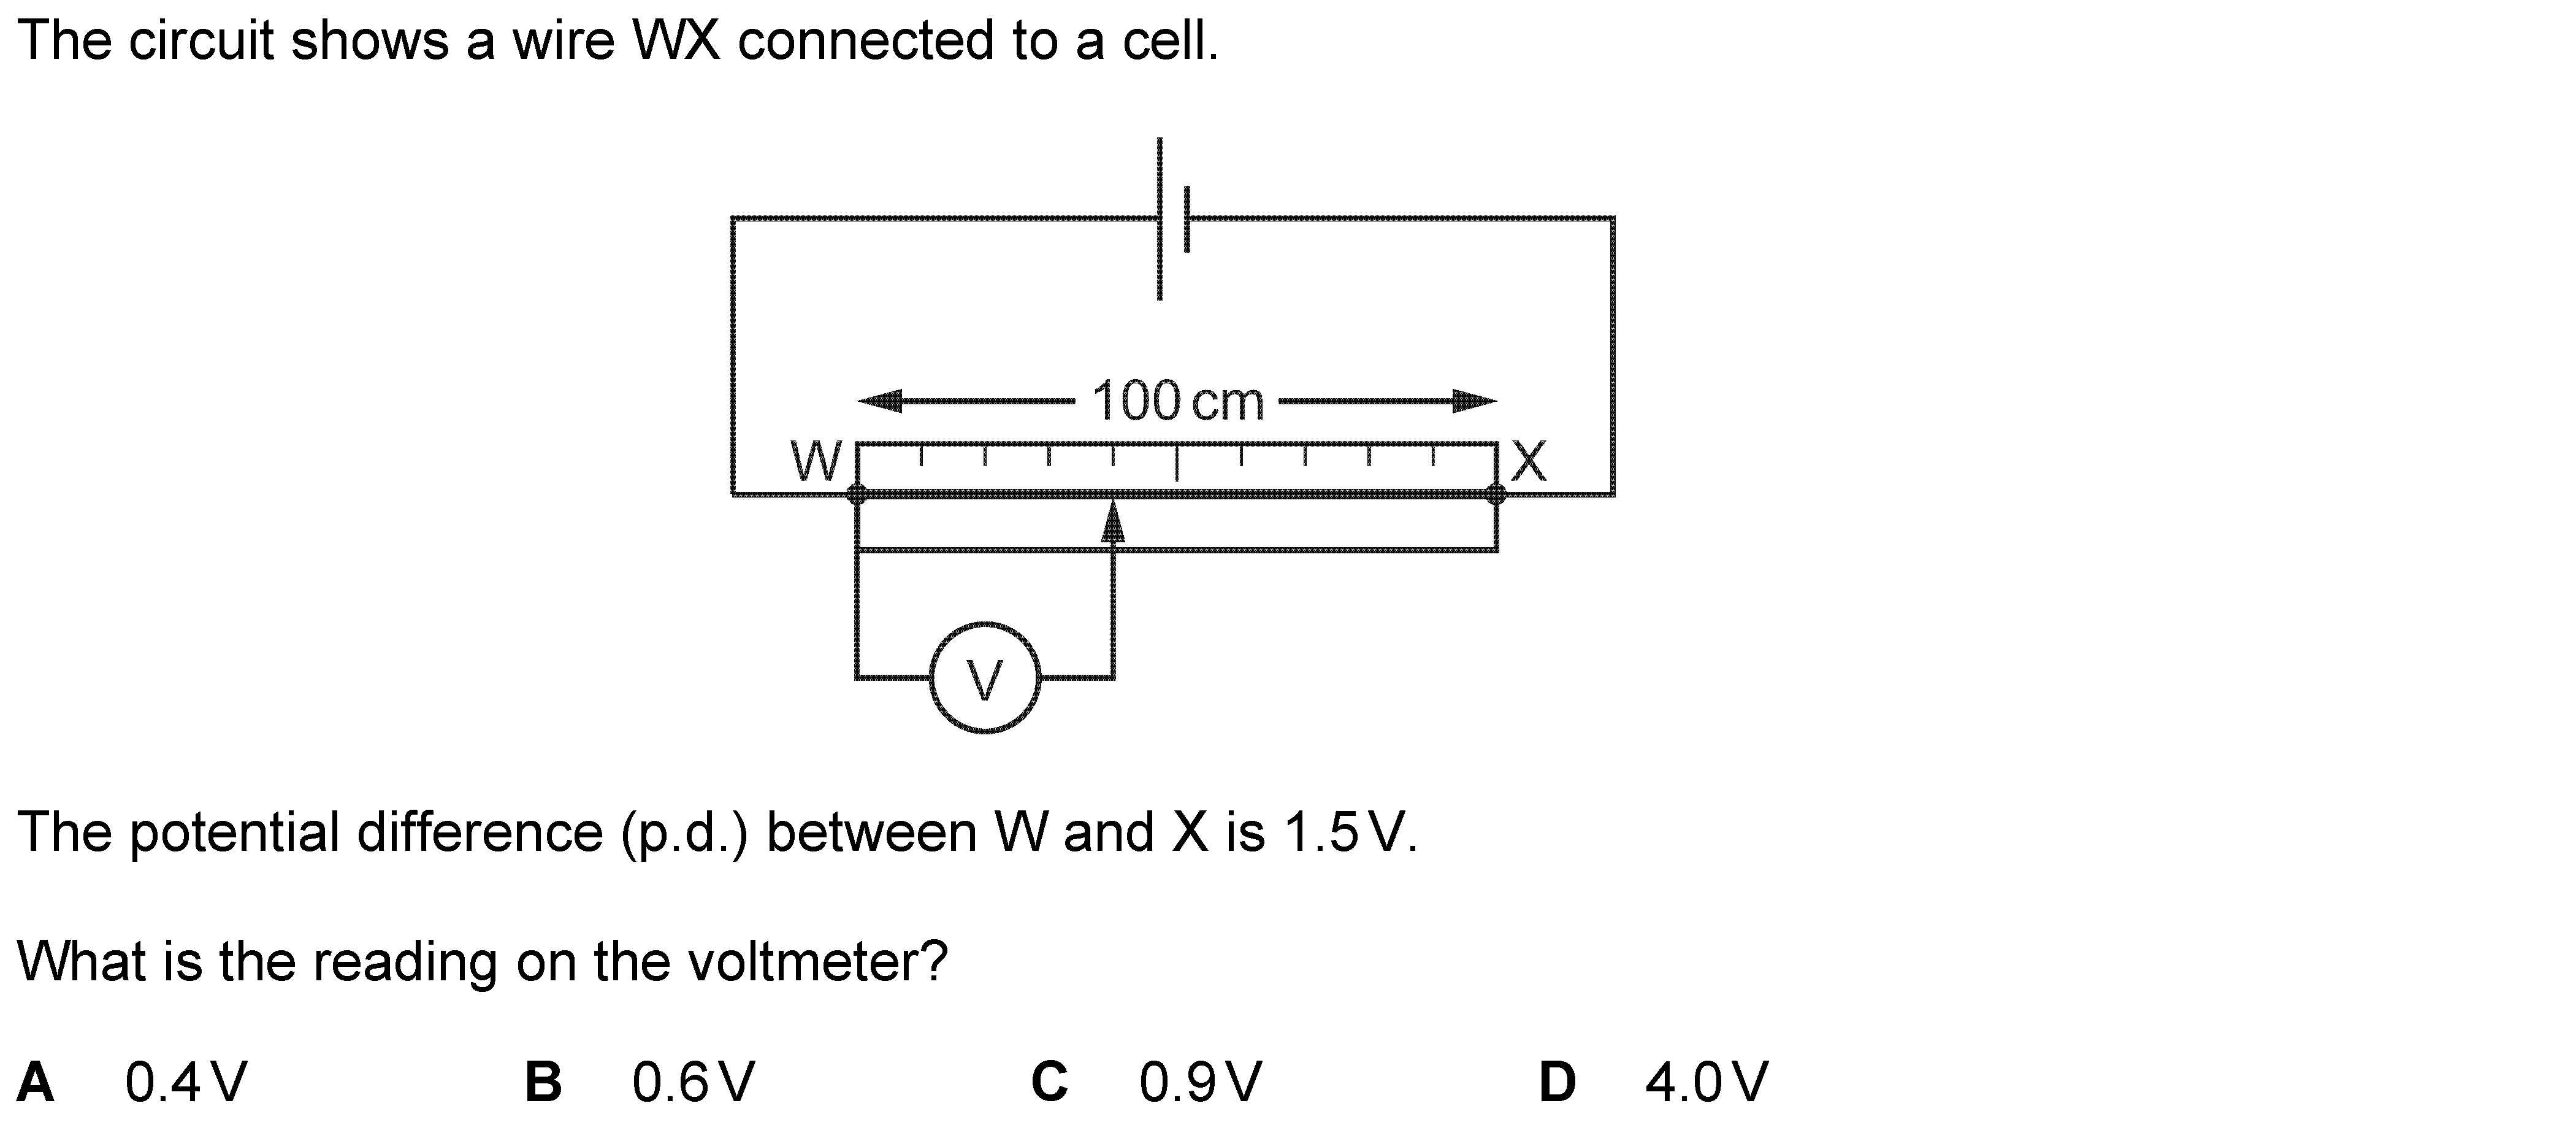 The circuit shows a wire WX connected to a cell.
100 cm
W X
V
The potential difference (p.d.) between W and X is 1.5 V.
What is the reading on the voltmeter?
A 0.4 V B 0.6 V C 0.9 V D 4.0 V